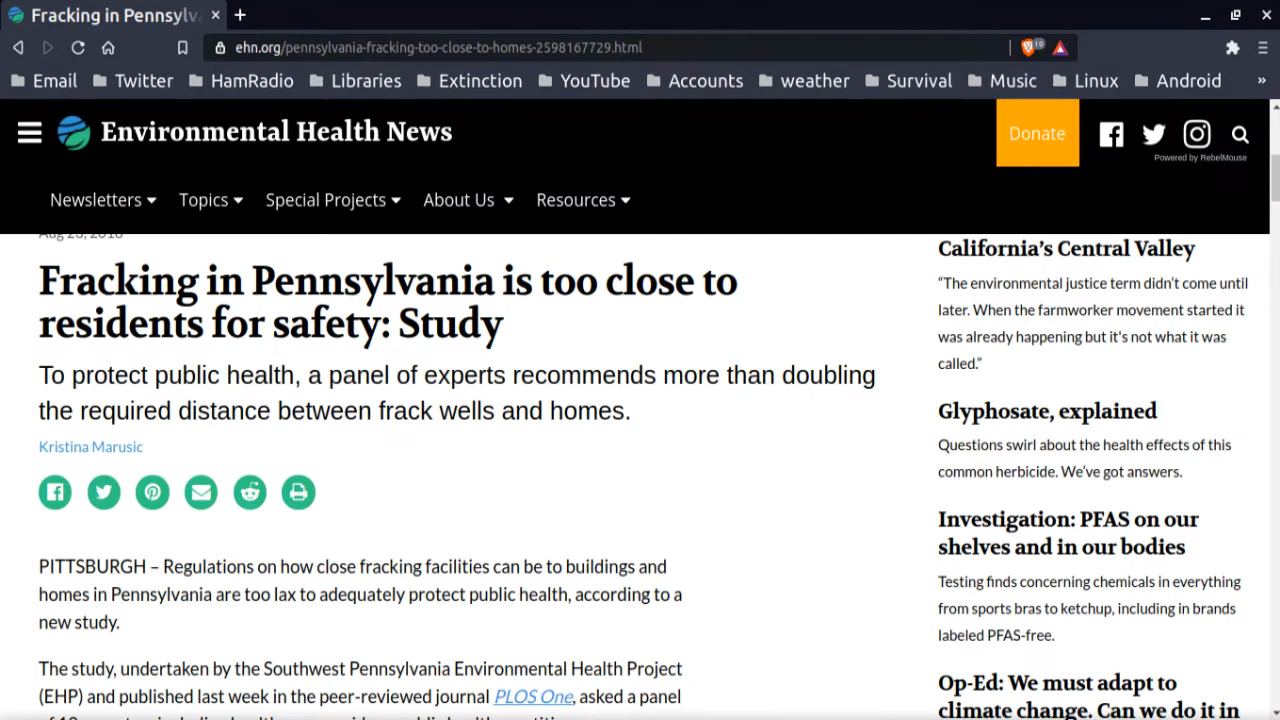 Fracking in Pennsylv
ehn.org/pennsylvania-fracking-too-close-to-homes-2598167729.html
10
Email
Twitter
HamRadio
Libraries
Extinction
YouTube
Accounts
weather
Survival
Music
Linux
Android
»
Environmental Health News
Donate
Powered by RebelMouse
Newsletters
Topics
Special Projects
About Us
Resources
Fracking in Pennsylvania is too close to
residents for safety: Study
To protect public health, a panel of experts recommends more than doubling
the required distance between frack wells and homes.
Kristina Marusic
PITTSBURGH – Regulations on how close fracking facilities can be to buildings and
homes in Pennsylvania are too lax to adequately protect public health, according to a
new study.
The study, undertaken by the Southwest Pennsylvania Environmental Health Project
(EHP) and published last week in the peer-reviewed journal PLOS One, asked a panel
California’s Central Valley
“The environmental justice term didn’t come until
later. When the farmworker movement started it
was already happening but it's not what it was
called.”
Glyphosate, explained
Questions swirl about the health effects of this
common herbicide. We’ve got answers.
Investigation: PFAS on our
shelves and in our bodies
Testing finds concerning chemicals in everything
from sports bras to ketchup, including in brands
labeled PFAS-free.
Op-Ed: We must adapt to
climate change. Can we do it in